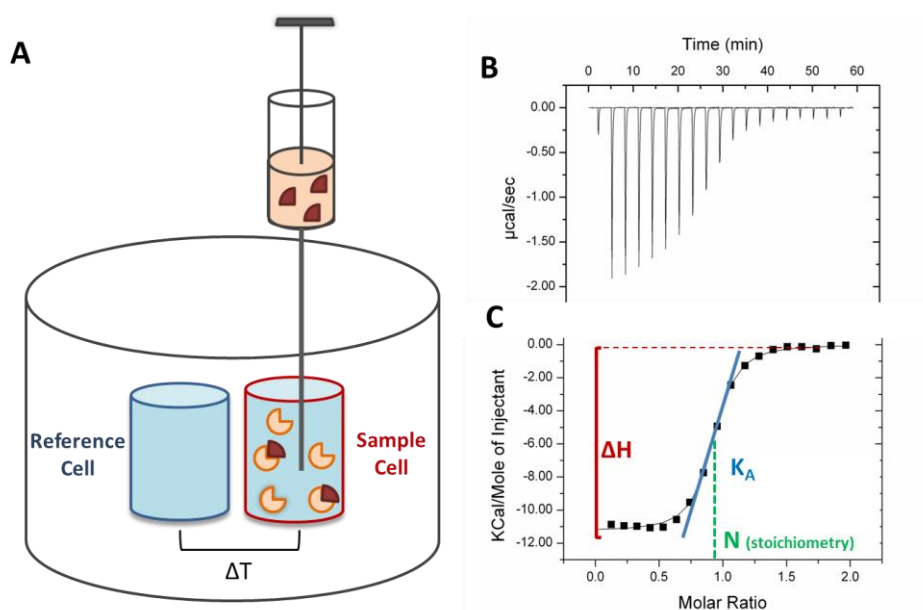 A
Reference
Cell
Sample
Cell
ΔT
B
Time (min)
0 10 20 30 40 50 60
0.00
-0.50
-1.00
-1.50
-2.00
µcal/sec
C
0.00
-2.00
-4.00
-6.00
-8.00
-10.00
-12.00
KCal/Mole of Injectant
ΔH
KA
N (stoichiometry)
0.0 0.5 1.0 1.5 2.0
Molar Ratio